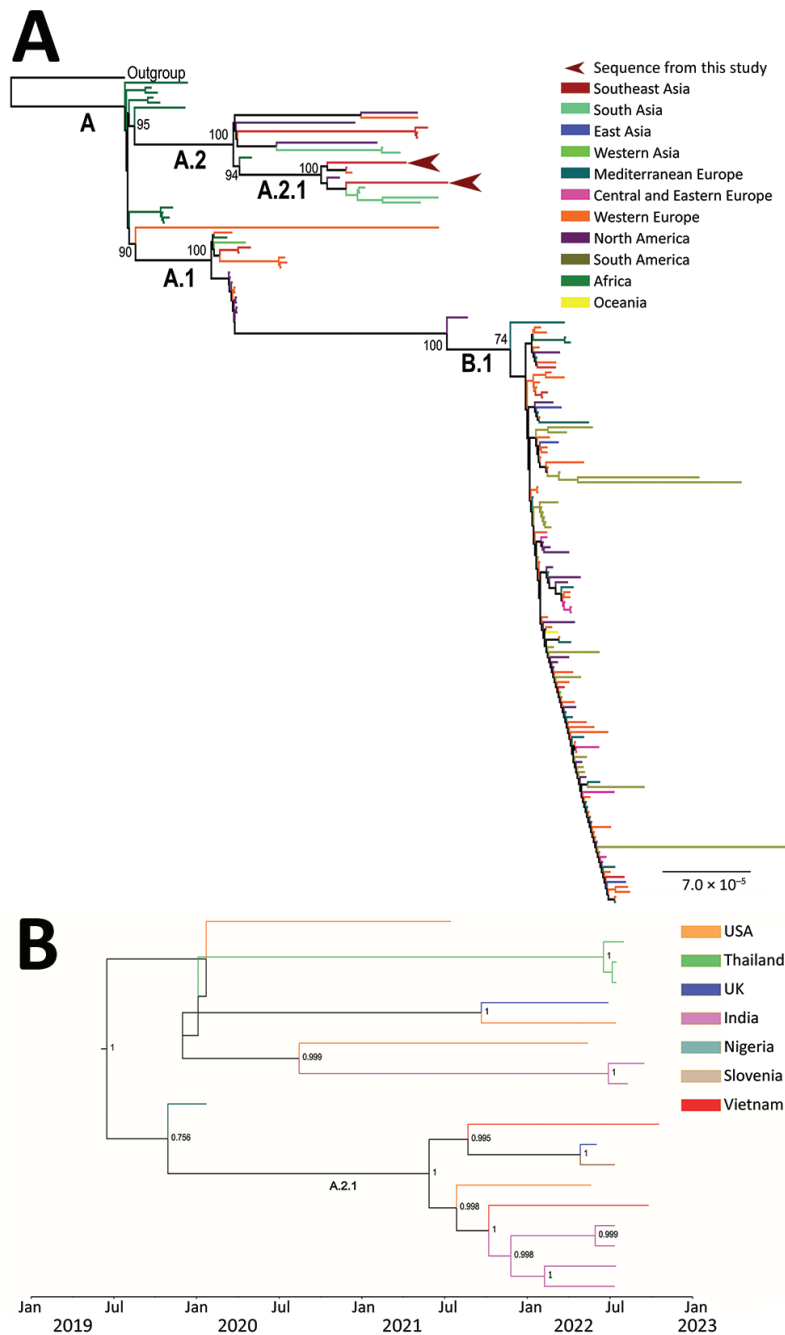 A
Outgroup
Sequence from this study
Southeast Asia
South Asia
East Asia
Western Asia
Mediterranean Europe
Central and Eastern Europe
Western Europe
North America
South America
Africa
Oceania
A
95
100
A.2
94
100
A.2.1
90
100
A.1
100
74
B.1
7.0 × 10⁻⁵
B
USA
Thailand
UK
India
Nigeria
Slovenia
Vietnam
1
1
1
0.999
1
0.756
0.995
1
1
A.2.1
0.998
1
0.999
0.998
1
Jan Jul Jan Jul Jan Jul Jan Jul Jan
2019 2020 2021 2022 2023